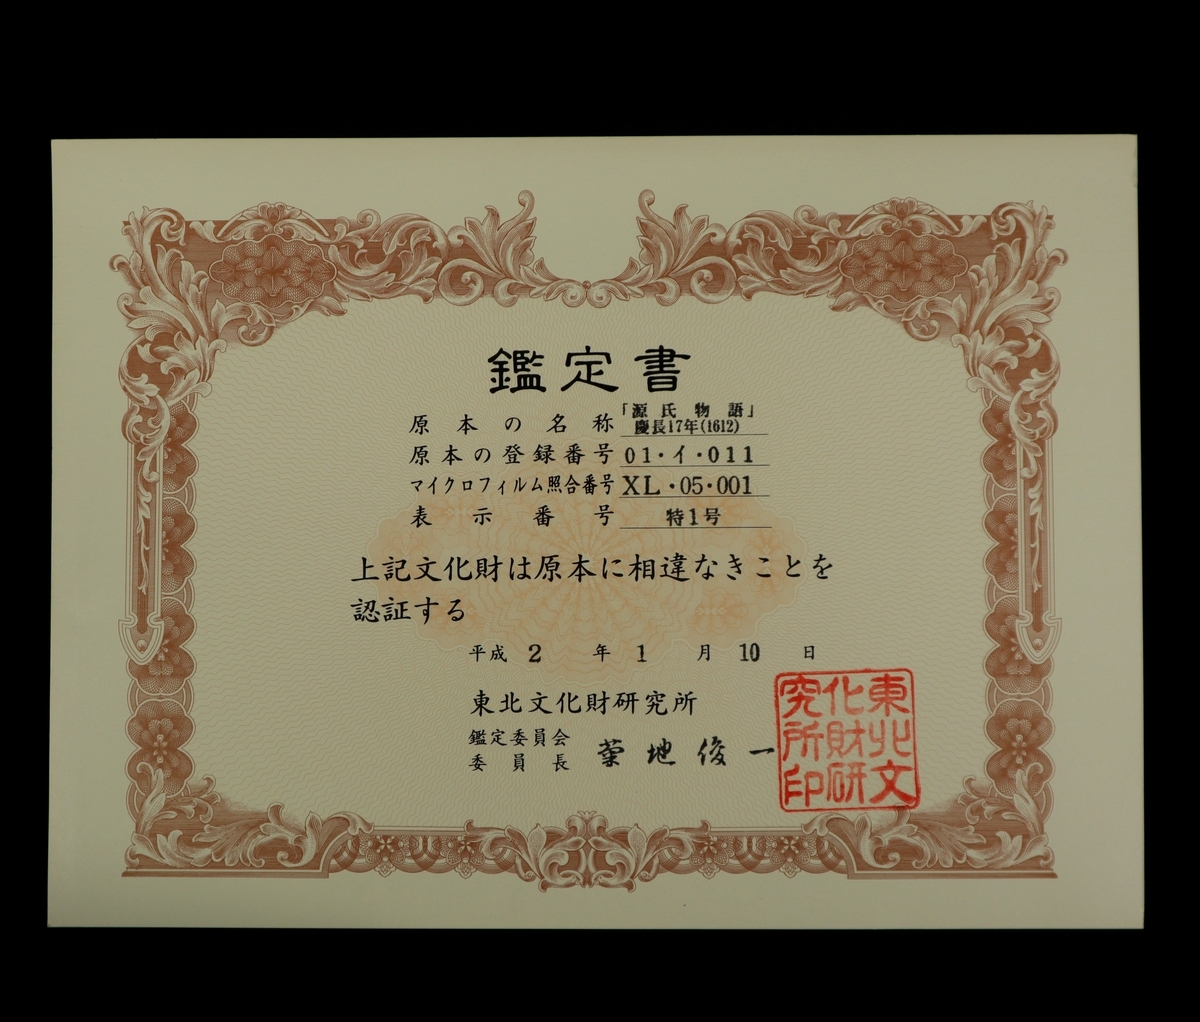 鑑定書
原本の名称 「源氏物語」
慶長17年(1612)
原本の登録番号 01・イ・011
マイクロフィルム照合番号 XL・05・001
表示番号 特1号
上記文化財は原本に相違なきことを
認証する
平成2年1月10日
東北文化財研究所
鑑定委員会
委員長 菊地俊一
東北文
化財研
究所印